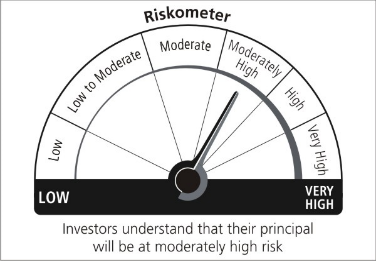 Riskometer
Low
Low to Moderate
Moderate
Moderately
High
High
Very High
LOW
VERY
HIGH
Investors understand that their principal
will be at moderately high risk